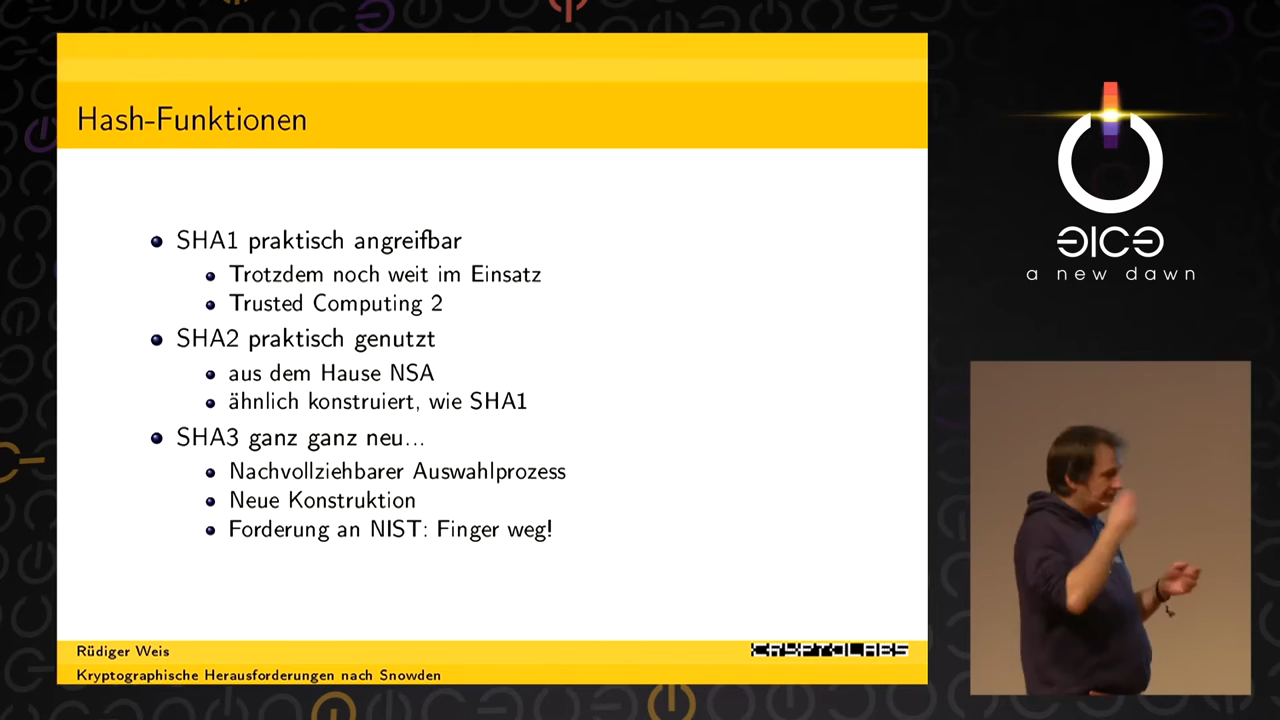 Hash-Funktionen
SHA1 praktisch angreifbar
Trotzdem noch weit im Einsatz
Trusted Computing 2
SHA2 praktisch genutzt
aus dem Hause NSA
ähnlich konstruiert, wie SHA1
SHA3 ganz ganz neu...
Nachvollziehbarer Auswahlprozess
Neue Konstruktion
Forderung an NIST: Finger weg!
Rüdiger Weis
CRYPTOLABS
Kryptographische Herausforderungen nach Snowden
31C3
a new dawn